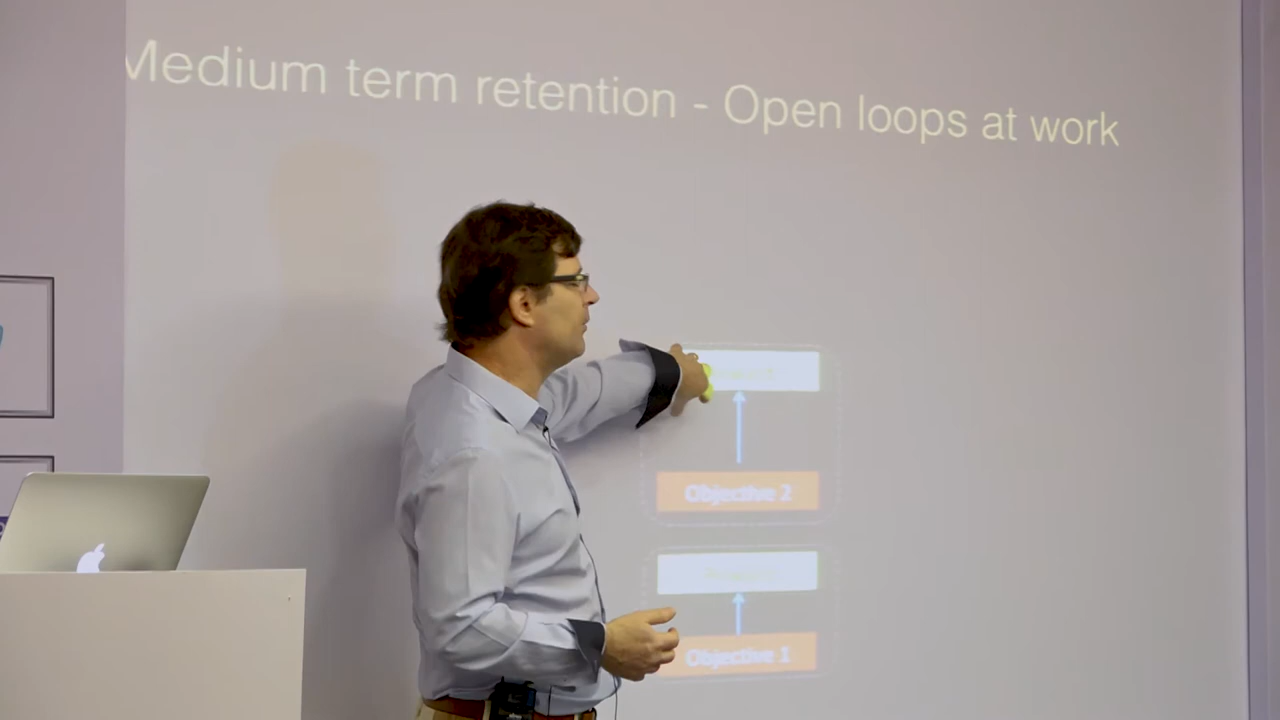 Medium term retention - Open loops at work
Objective 2
Objective 1